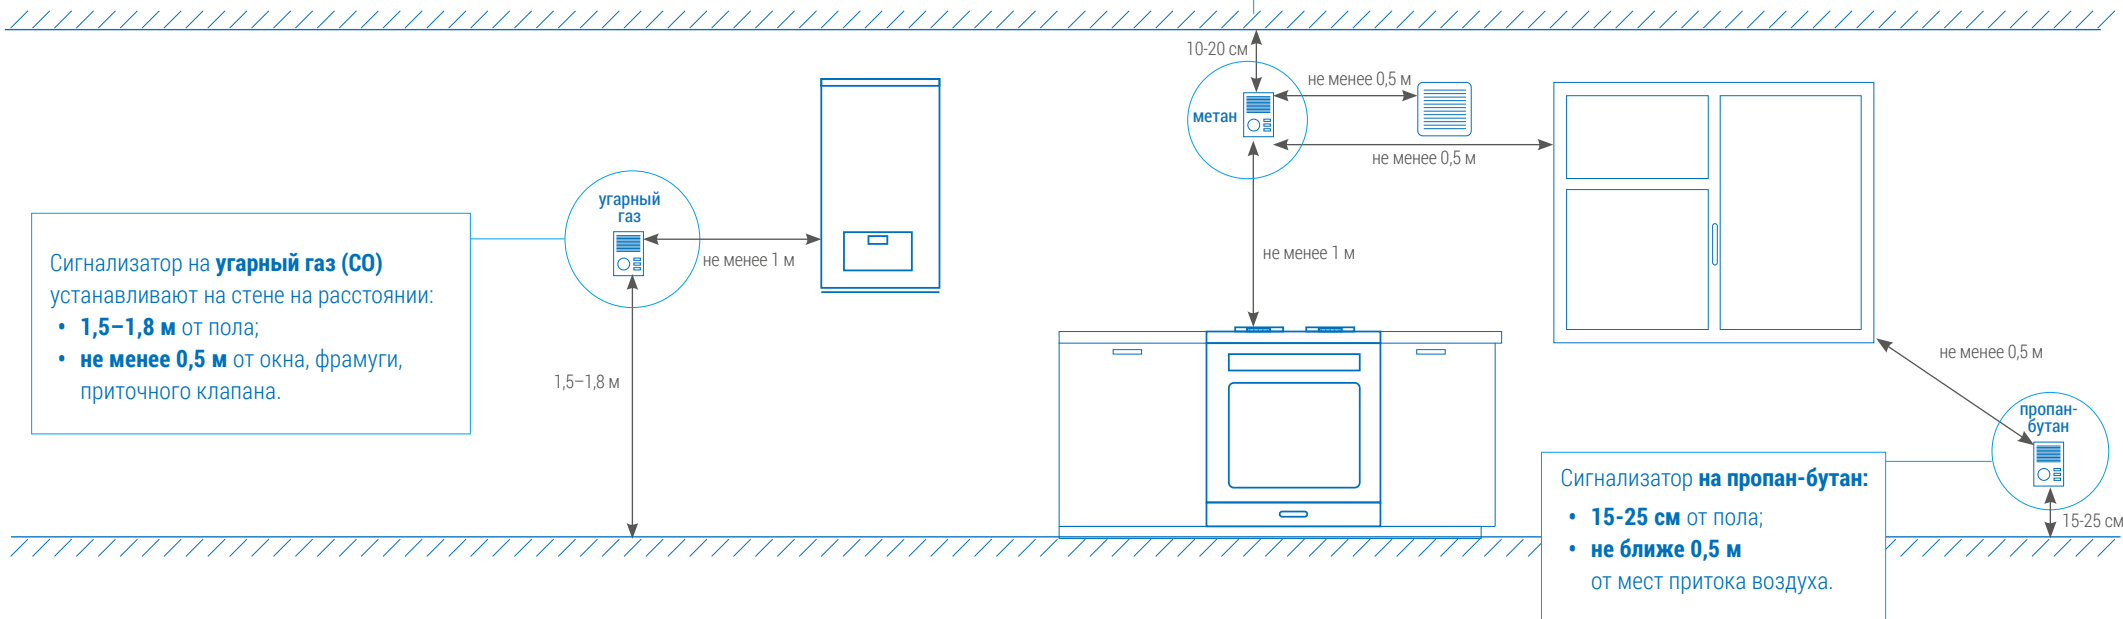 10-20 см
не менее 0,5 м
метан
не менее 0,5 м
угарный
газ
не менее 1 м
не менее 1 м
Сигнализатор на угарный газ (СО)
устанавливают на стене на расстоянии:
• 1,5–1,8 м от пола;
• не менее 0,5 м от окна, фрамуги,
приточного клапана.
1,5–1,8 м
не менее 0,5 м
пропан-
бутан
Сигнализатор на пропан-бутан:
• 15-25 см от пола;
• не ближе 0,5 м
от мест притока воздуха.
15-25 см